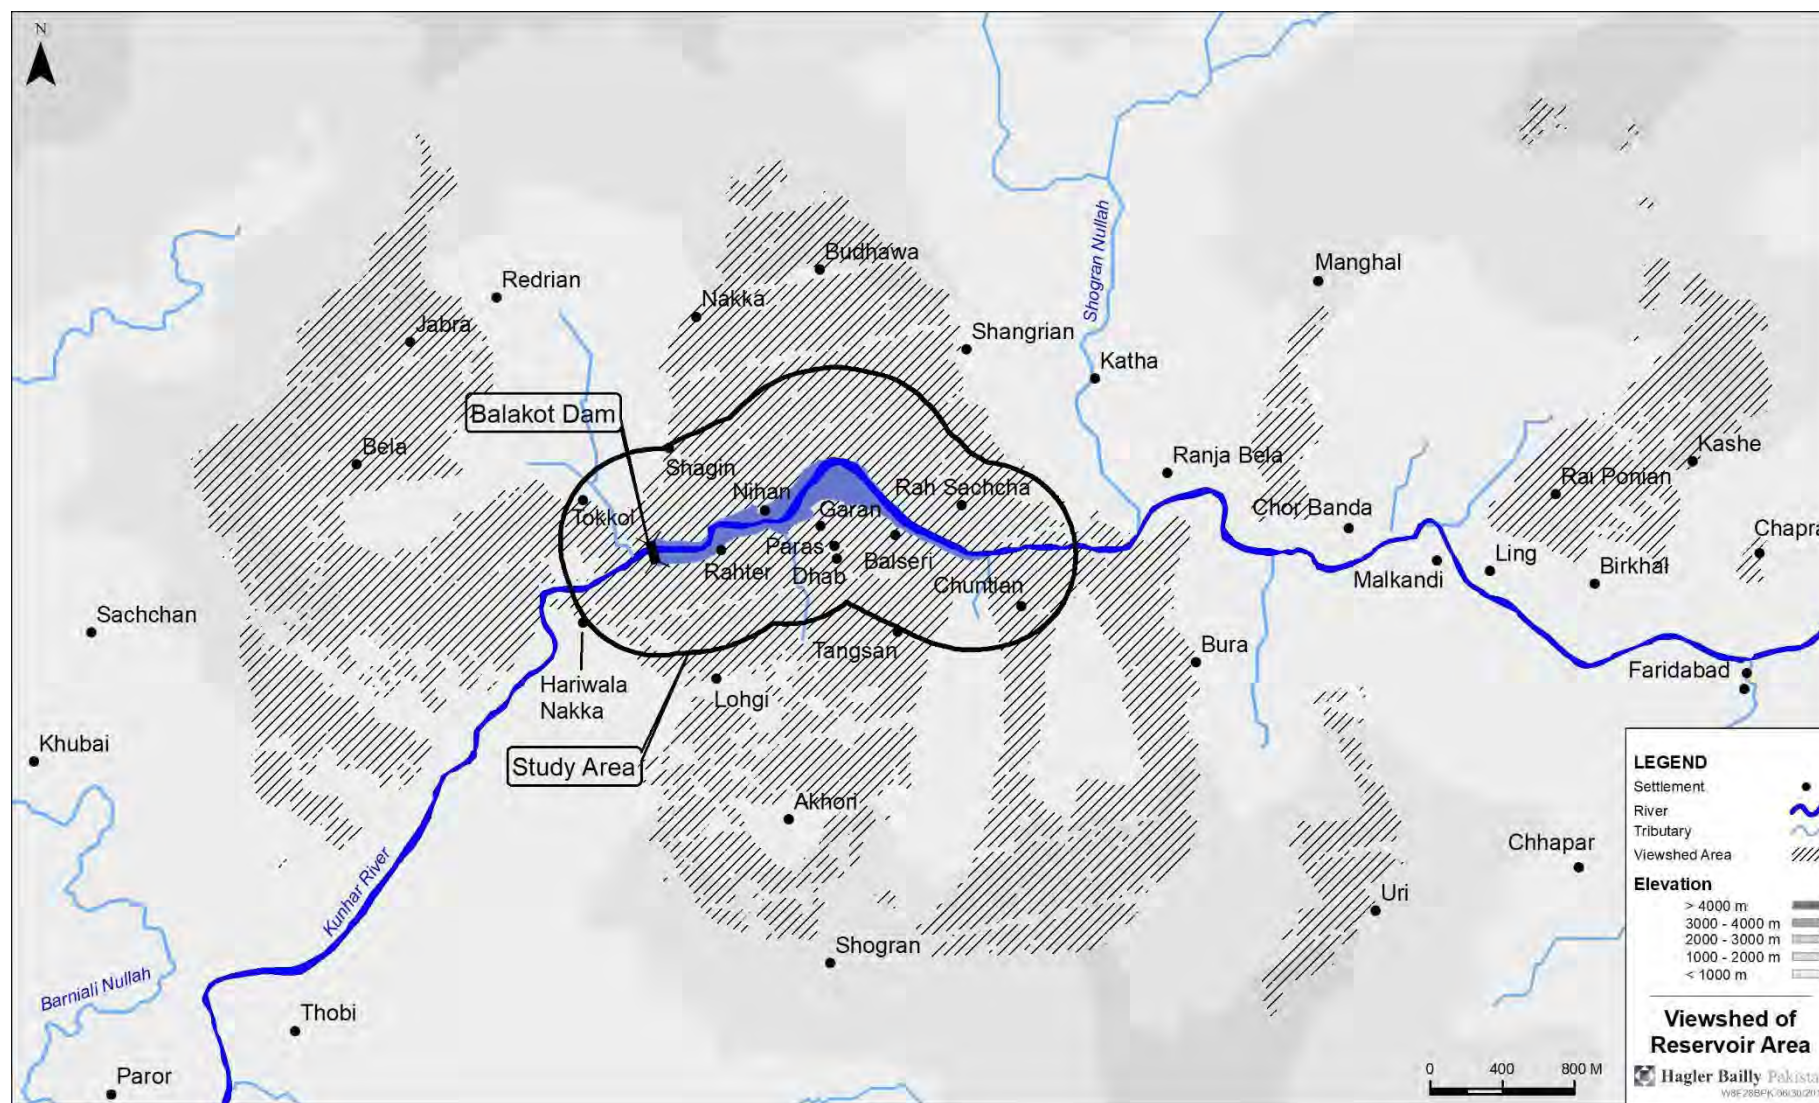 N
Budhawa
Redrian
Manghal
Nakka
Shogran Nullah
Jabra
Shangrian
Katha
Balakot Dam
Bela
Shagin
Ranja Bela
Kashe
Nihan
Rah Sachcha
Rai Ponian
Tokkol
Garan
Chor Banda
Chapra
Paras
Balseri
Ling
Rahter
Dhab
Malkandi
Birkhal
Chuntian
Sachchan
Tangsan
Bura
Hariwala
Nakka
Lohgi
Faridabad
Khubai
Study Area
Akhori
Chhapar
Kunhar River
Uri
Shogran
Barniali Nullah
Thobi
Paror
0 400 800 M
LEGEND
Settlement
River
Tributary
Viewshed Area
Elevation
> 4000 m
3000 - 4000 m
2000 - 3000 m
1000 - 2000 m
< 1000 m
Viewshed of
Reservoir Area
Hagler Bailly Pakista